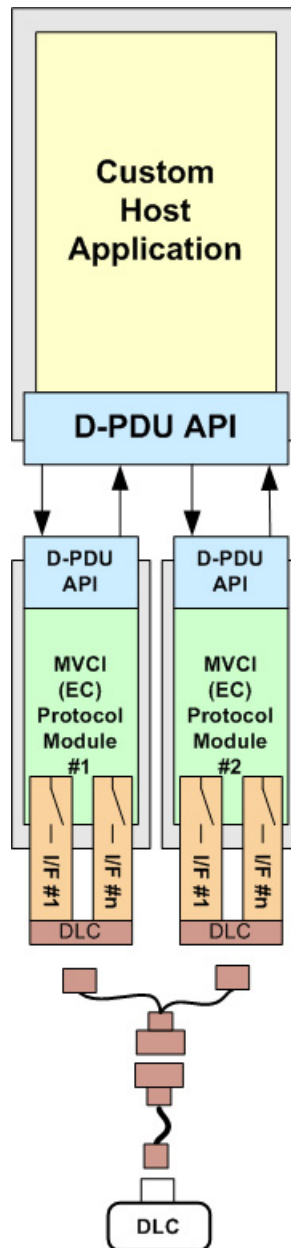 Custom
Host
Application
D-PDU API
D-PDU
API
MVCI
(EC)
Protocol
Module
#1
D-PDU
API
MVCI
(EC)
Protocol
Module
#2
I/F #1
I/F #n
I/F #1
I/F #n
DLC
DLC
DLC